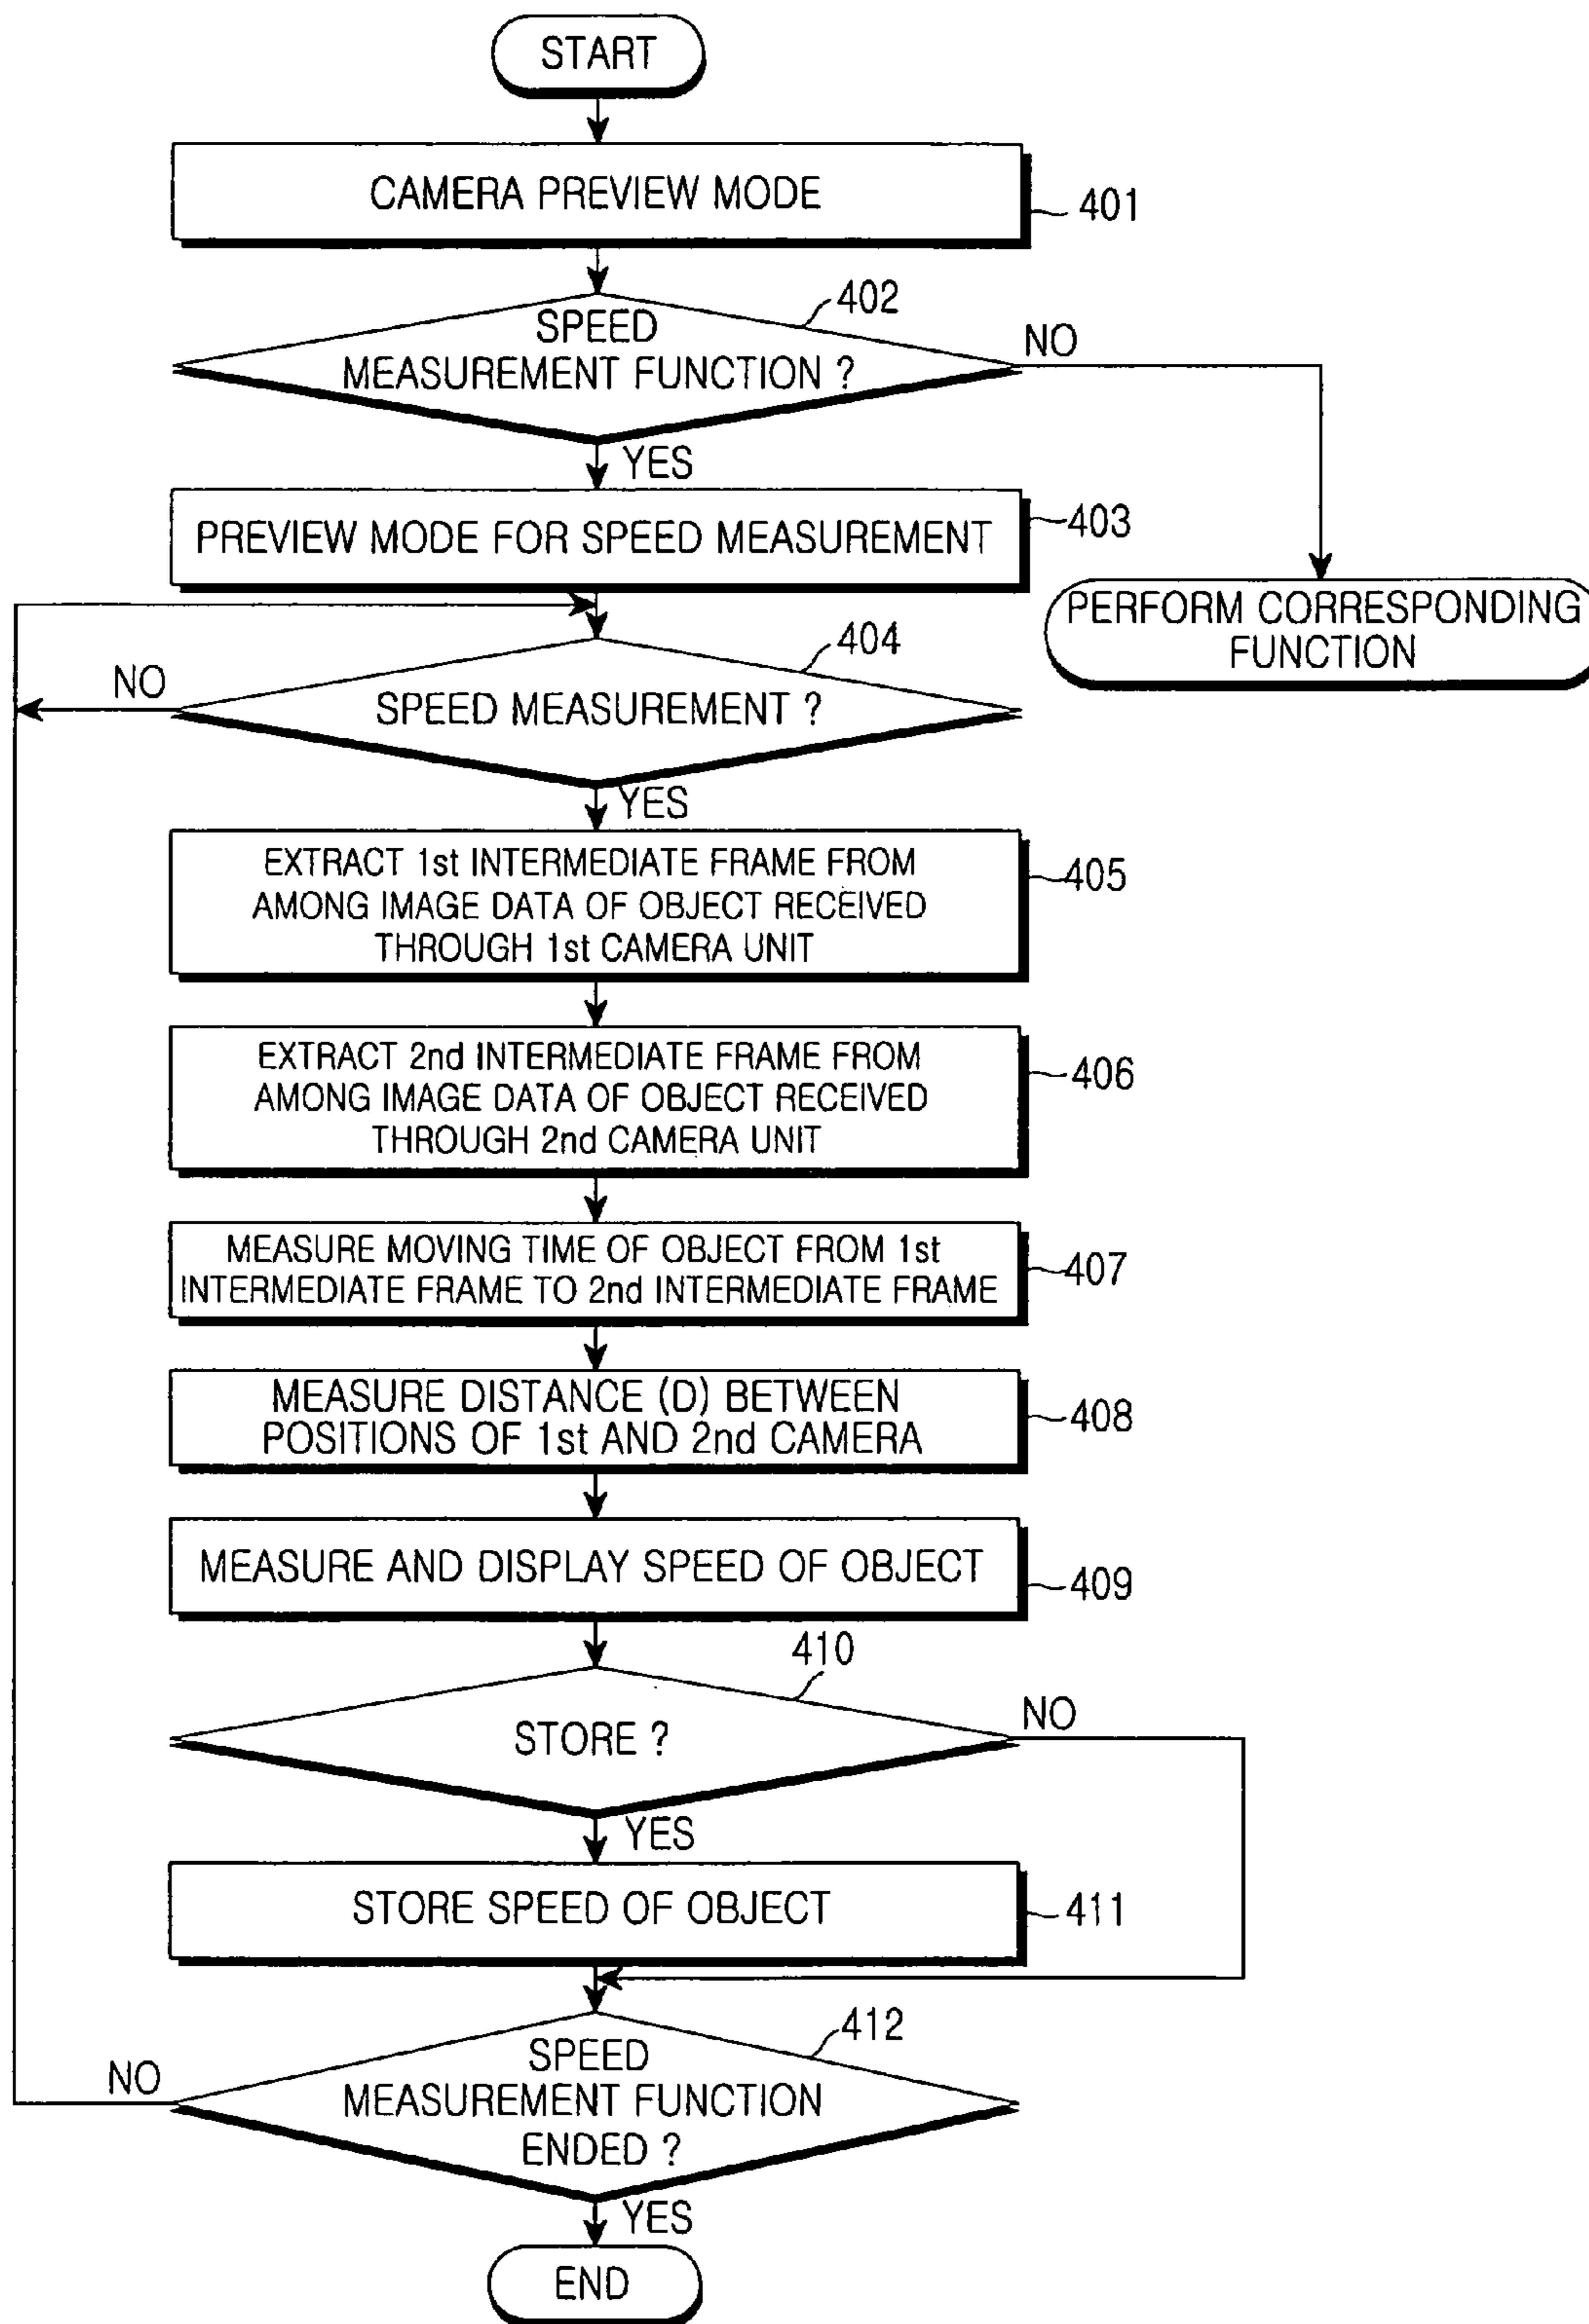 START
CAMERA PREVIEW MODE
401
402
SPEED
MEASUREMENT FUNCTION ?
NO
YES
PREVIEW MODE FOR SPEED MEASUREMENT
403
PERFORM CORRESPONDING
FUNCTION
404
NO
SPEED MEASUREMENT ?
YES
EXTRACT 1st INTERMEDIATE FRAME FROM
AMONG IMAGE DATA OF OBJECT RECEIVED
THROUGH 1st CAMERA UNIT
405
EXTRACT 2nd INTERMEDIATE FRAME FROM
AMONG IMAGE DATA OF OBJECT RECEIVED
THROUGH 2nd CAMERA UNIT
406
MEASURE MOVING TIME OF OBJECT FROM 1st
INTERMEDIATE FRAME TO 2nd INTERMEDIATE FRAME
407
MEASURE DISTANCE (D) BETWEEN
POSITIONS OF 1st AND 2nd CAMERA
408
MEASURE AND DISPLAY SPEED OF OBJECT
409
410
STORE ?
NO
YES
STORE SPEED OF OBJECT
411
412
SPEED
MEASUREMENT FUNCTION
ENDED ?
NO
YES
END